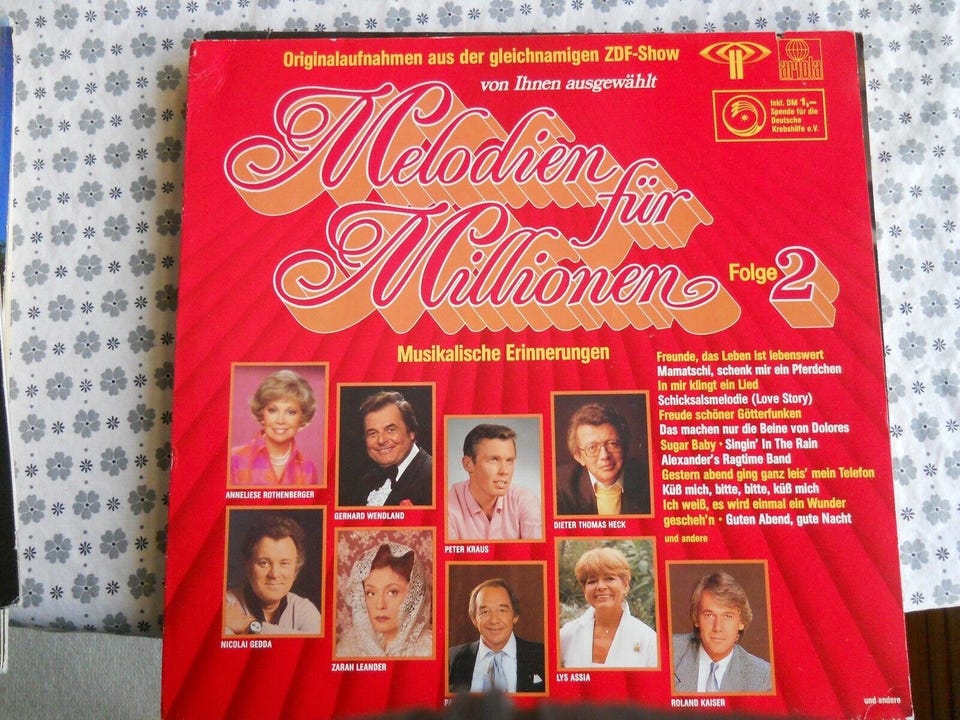 Originalaufnahmen aus der gleichnamigen ZDF-Show
von Ihnen ausgewählt
ariola
Inkl. DM 1,–
Spende für die
Deutsche
Krebshilfe e.V.
Melodien
für
Millionen
Folge 2
Musikalische Erinnerungen
Freunde, das Leben ist lebenswert
Mamatschi, schenk mir ein Pferdchen
In mir klingt ein Lied
Schicksalsmelodie (Love Story)
Freude schöner Götterfunken
Das machen nur die Beine von Dolores
Sugar Baby · Singin' In The Rain
Alexander's Ragtime Band
Gestern abend ging ganz leis' mein Telefon
Küß mich, bitte, bitte, küß mich
Ich weiß, es wird einmal ein Wunder
gescheh'n · Guten Abend, gute Nacht
und andere
ANNELIESE ROTHENBERGER
GERHARD WENDLAND
PETER KRAUS
DIETER THOMAS HECK
NICOLAI GEDDA
ZARAH LEANDER
LYS ASSIA
ROLAND KAISER
und andere